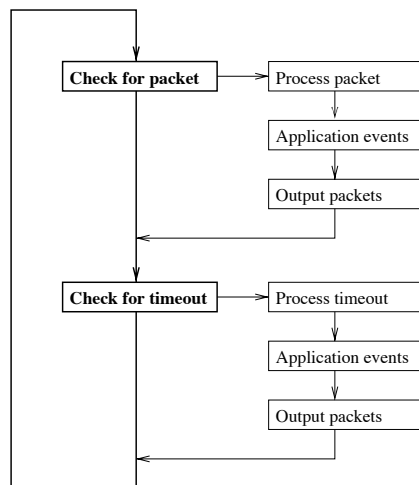 Check for packet
Process packet
Application events
Output packets
Check for timeout
Process timeout
Application events
Output packets